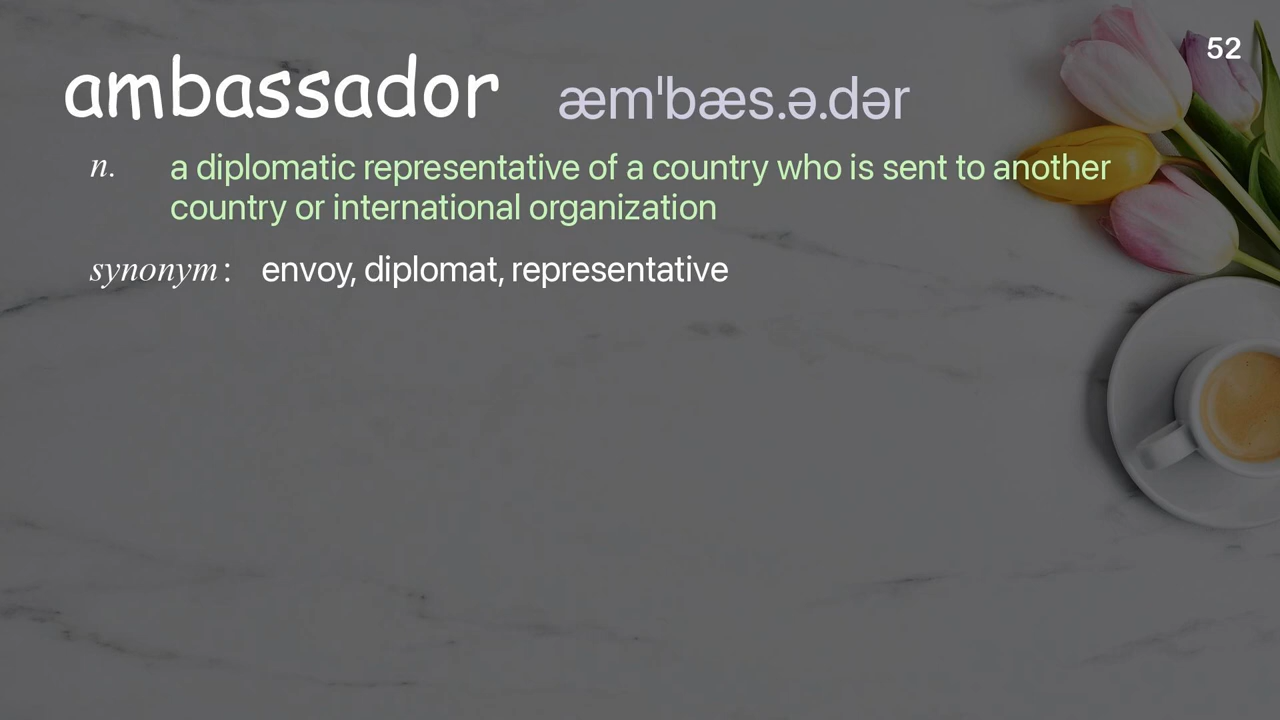 52
ambassador æm'bæs.ə.dər
n. a diplomatic representative of a country who is sent to another
country or international organization
synonym: envoy, diplomat, representative